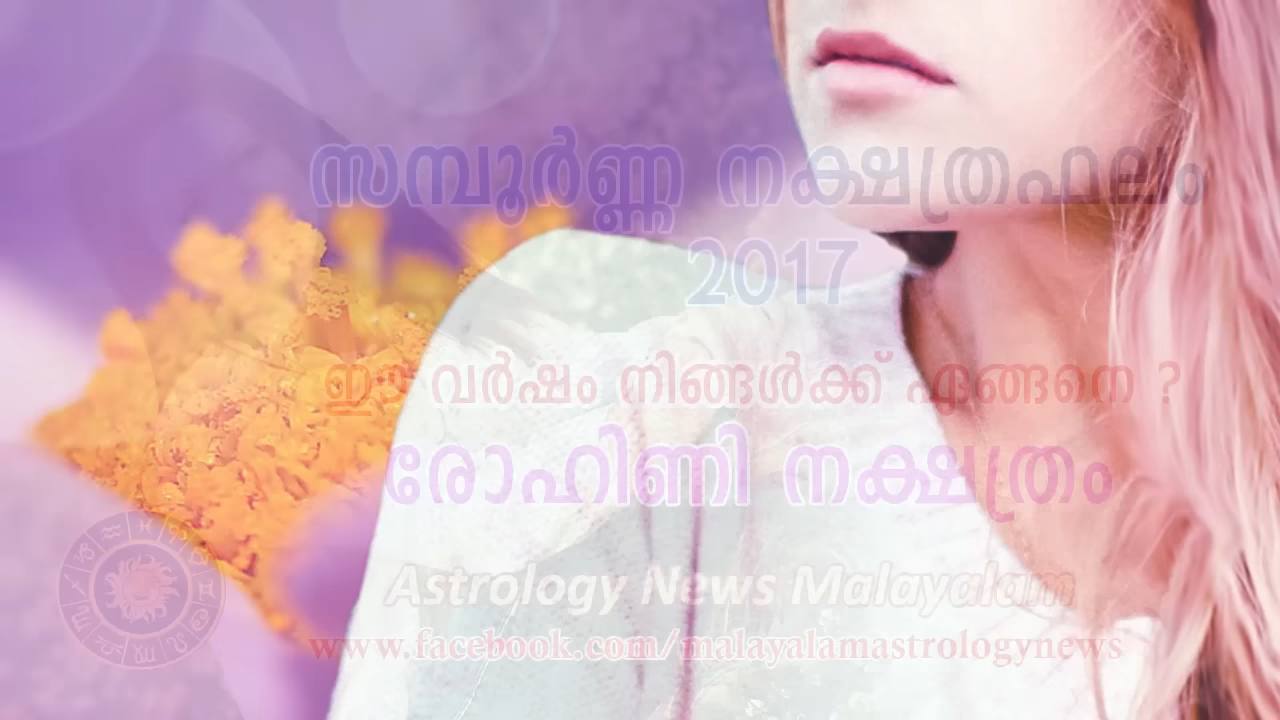 സമ്പൂർണ്ണ നക്ഷത്രഫലം
2017
ഈ വർഷം നിങ്ങൾക്ക് എങ്ങനെ ?
രോഹിണി നക്ഷത്രം
Astrology News Malayalam
www.facebook.com/malayalamastrologynews